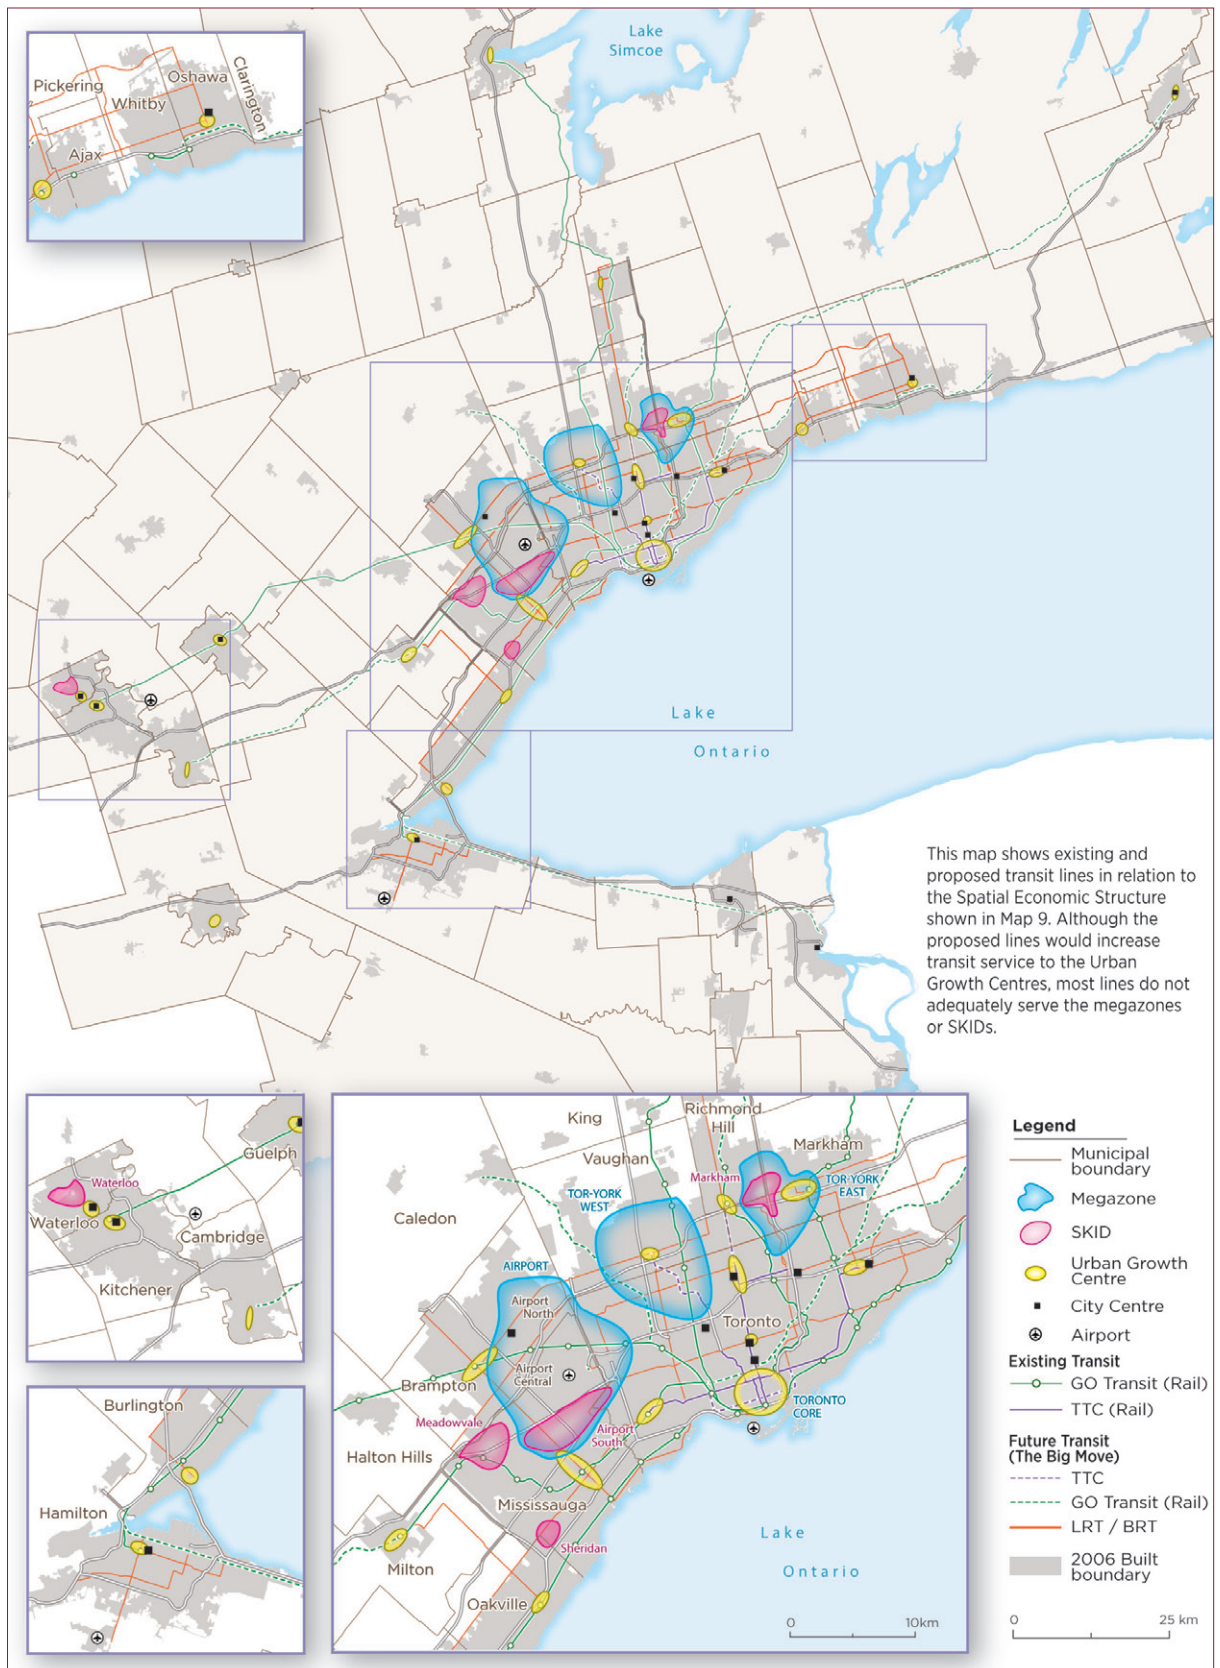 Lake
Simcoe
Pickering
Oshawa
Whitby
Clarington
Ajax
Lake
Ontario
This map shows existing and
proposed transit lines in relation to
the Spatial Economic Structure
shown in Map 9. Although the
proposed lines would increase
transit service to the Urban
Growth Centres, most lines do not
adequately serve the megazones
or SKIDs.
Guelph
Waterloo
Waterloo
Cambridge
Kitchener
Burlington
Hamilton
King
Richmond
Hill
Vaughan
Markham
Markham
TOR-YORK
EAST
TOR-YORK
WEST
Caledon
AIRPORT
Airport
North
Toronto
Airport
Central
Brampton
TORONTO
CORE
Meadowvale
Airport
South
Halton Hills
Mississauga
Sheridan
Milton
Oakville
Lake
Ontario
0 10km
Legend
Municipal
boundary
Megazone
SKID
Urban Growth
Centre
City Centre
Airport
Existing Transit
GO Transit (Rail)
TTC (Rail)
Future Transit
(The Big Move)
TTC
GO Transit (Rail)
LRT / BRT
2006 Built
boundary
0 25 km